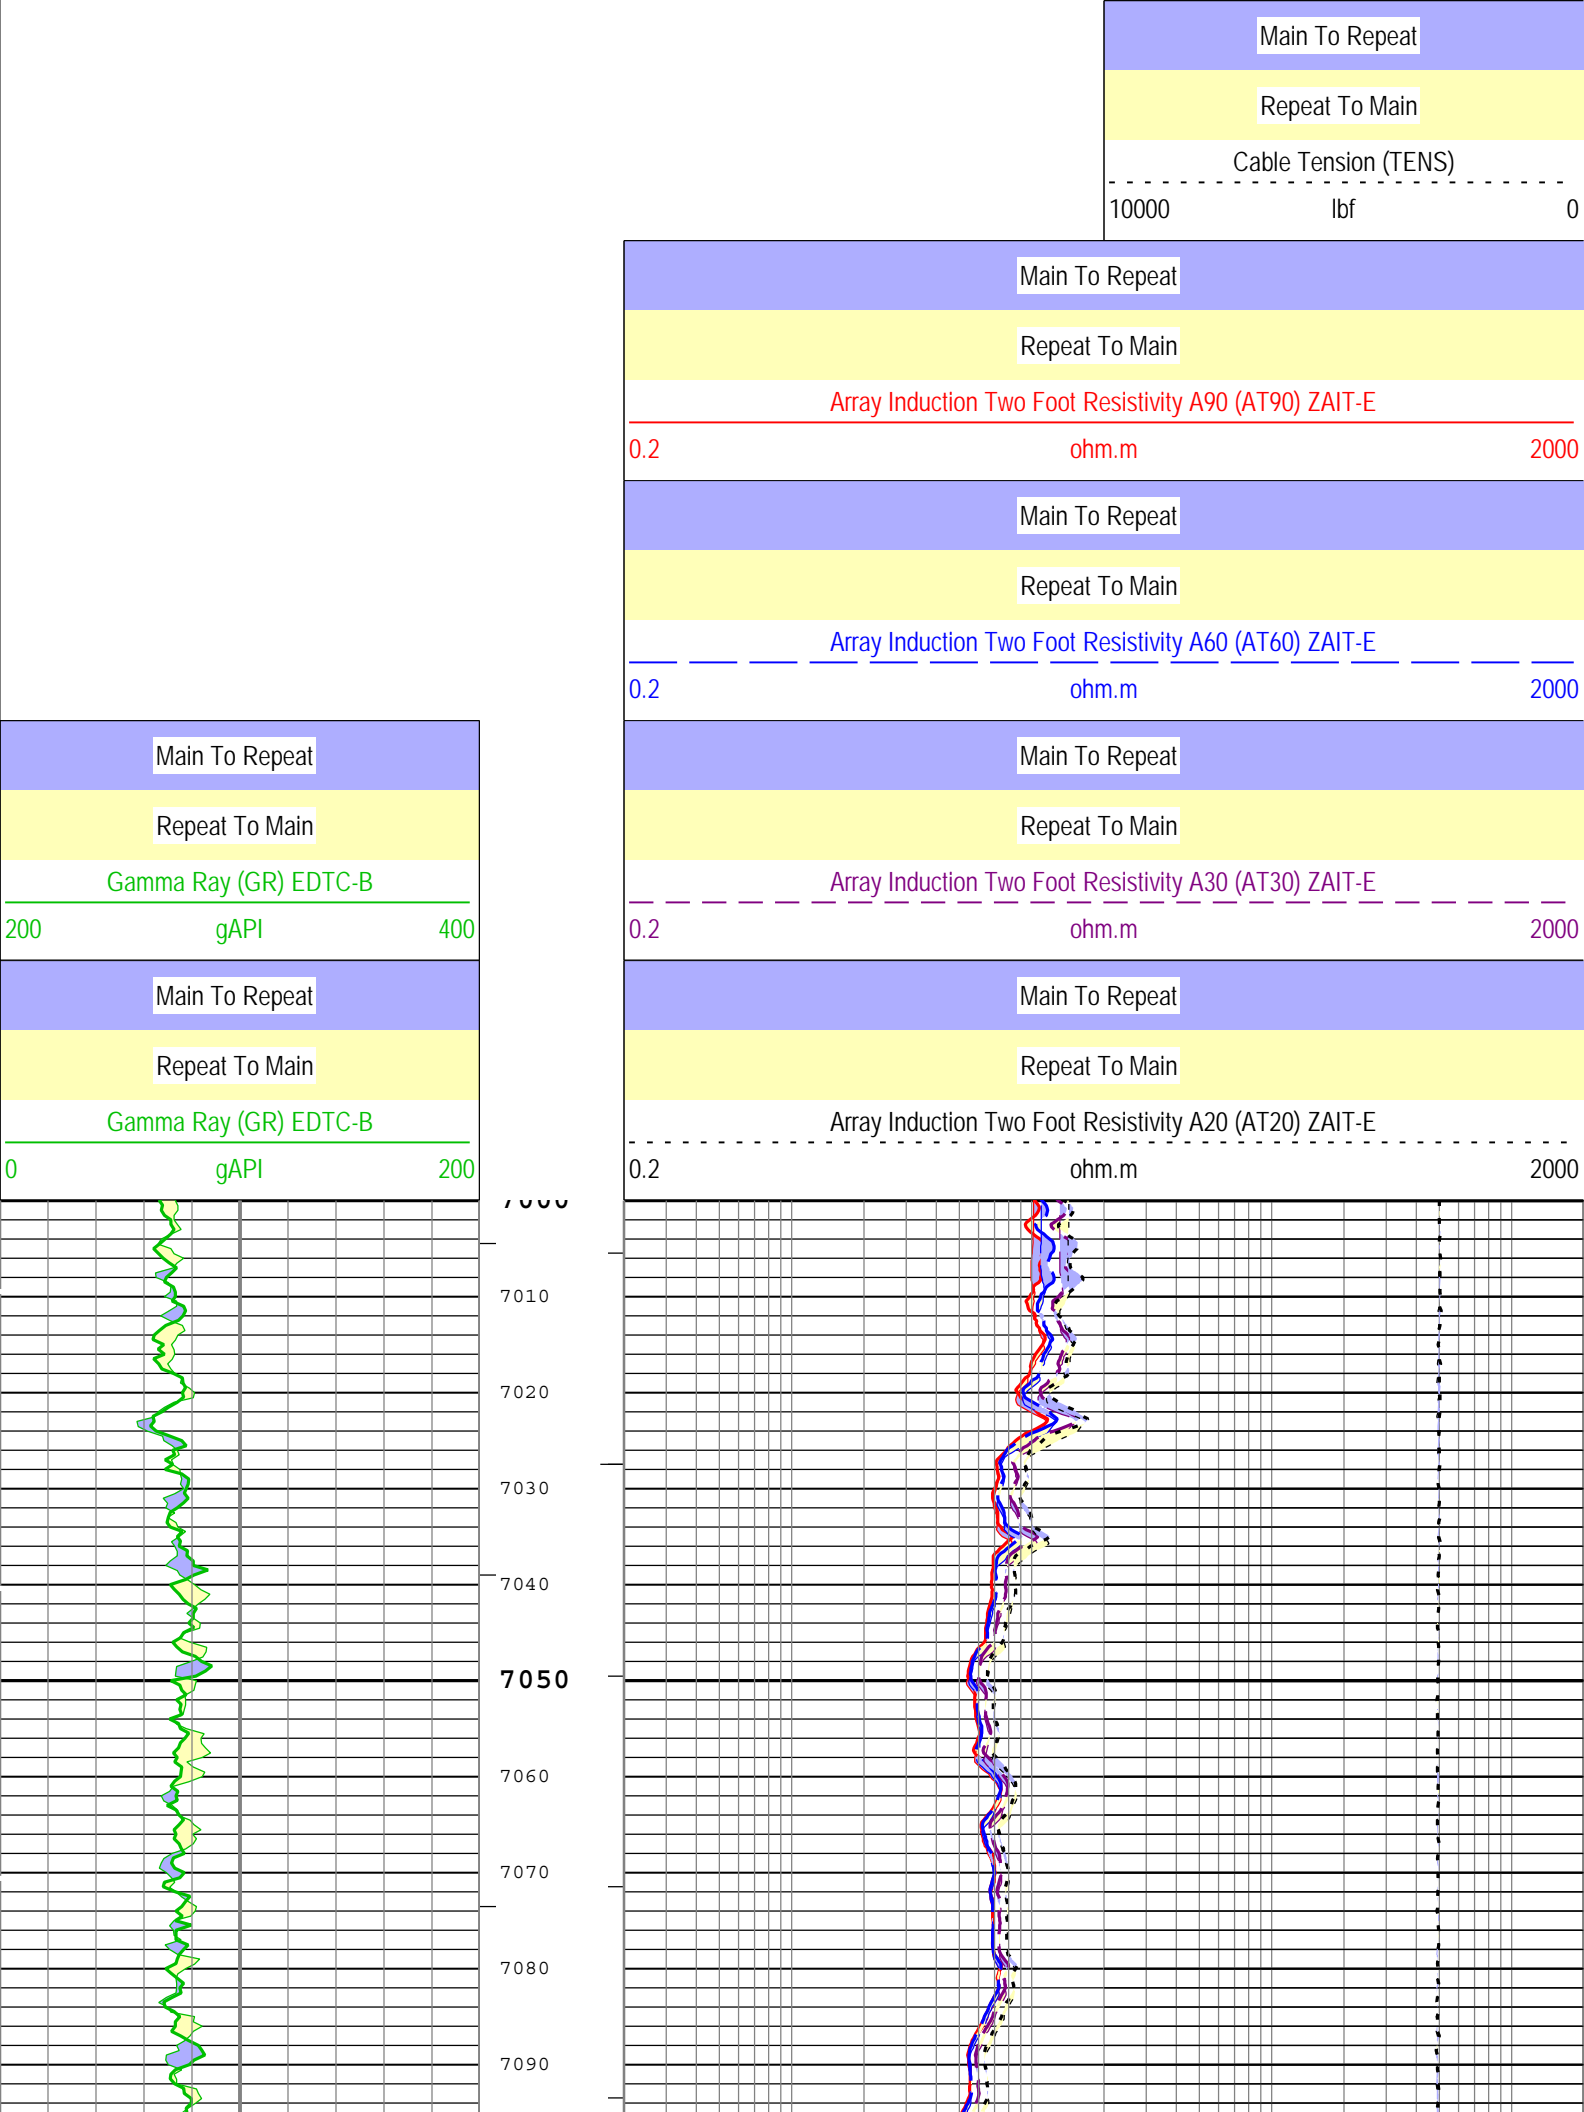 Main To Repeat
Repeat To Main
Cable Tension (TENS)
10000 lbf 0
Main To Repeat
Repeat To Main
Array Induction Two Foot Resistivity A90 (AT90) ZAIT-E
0.2 ohm.m 2000
Main To Repeat
Repeat To Main
Array Induction Two Foot Resistivity A60 (AT60) ZAIT-E
0.2 ohm.m 2000
Main To Repeat
Repeat To Main
Gamma Ray (GR) EDTC-B
200 gAPI 400
Main To Repeat
Repeat To Main
Array Induction Two Foot Resistivity A30 (AT30) ZAIT-E
0.2 ohm.m 2000
Main To Repeat
Repeat To Main
Gamma Ray (GR) EDTC-B
0 gAPI 200
Main To Repeat
Repeat To Main
Array Induction Two Foot Resistivity A20 (AT20) ZAIT-E
0.2 ohm.m 2000
7000
7010
7020
7030
7040
7050
7060
7070
7080
7090